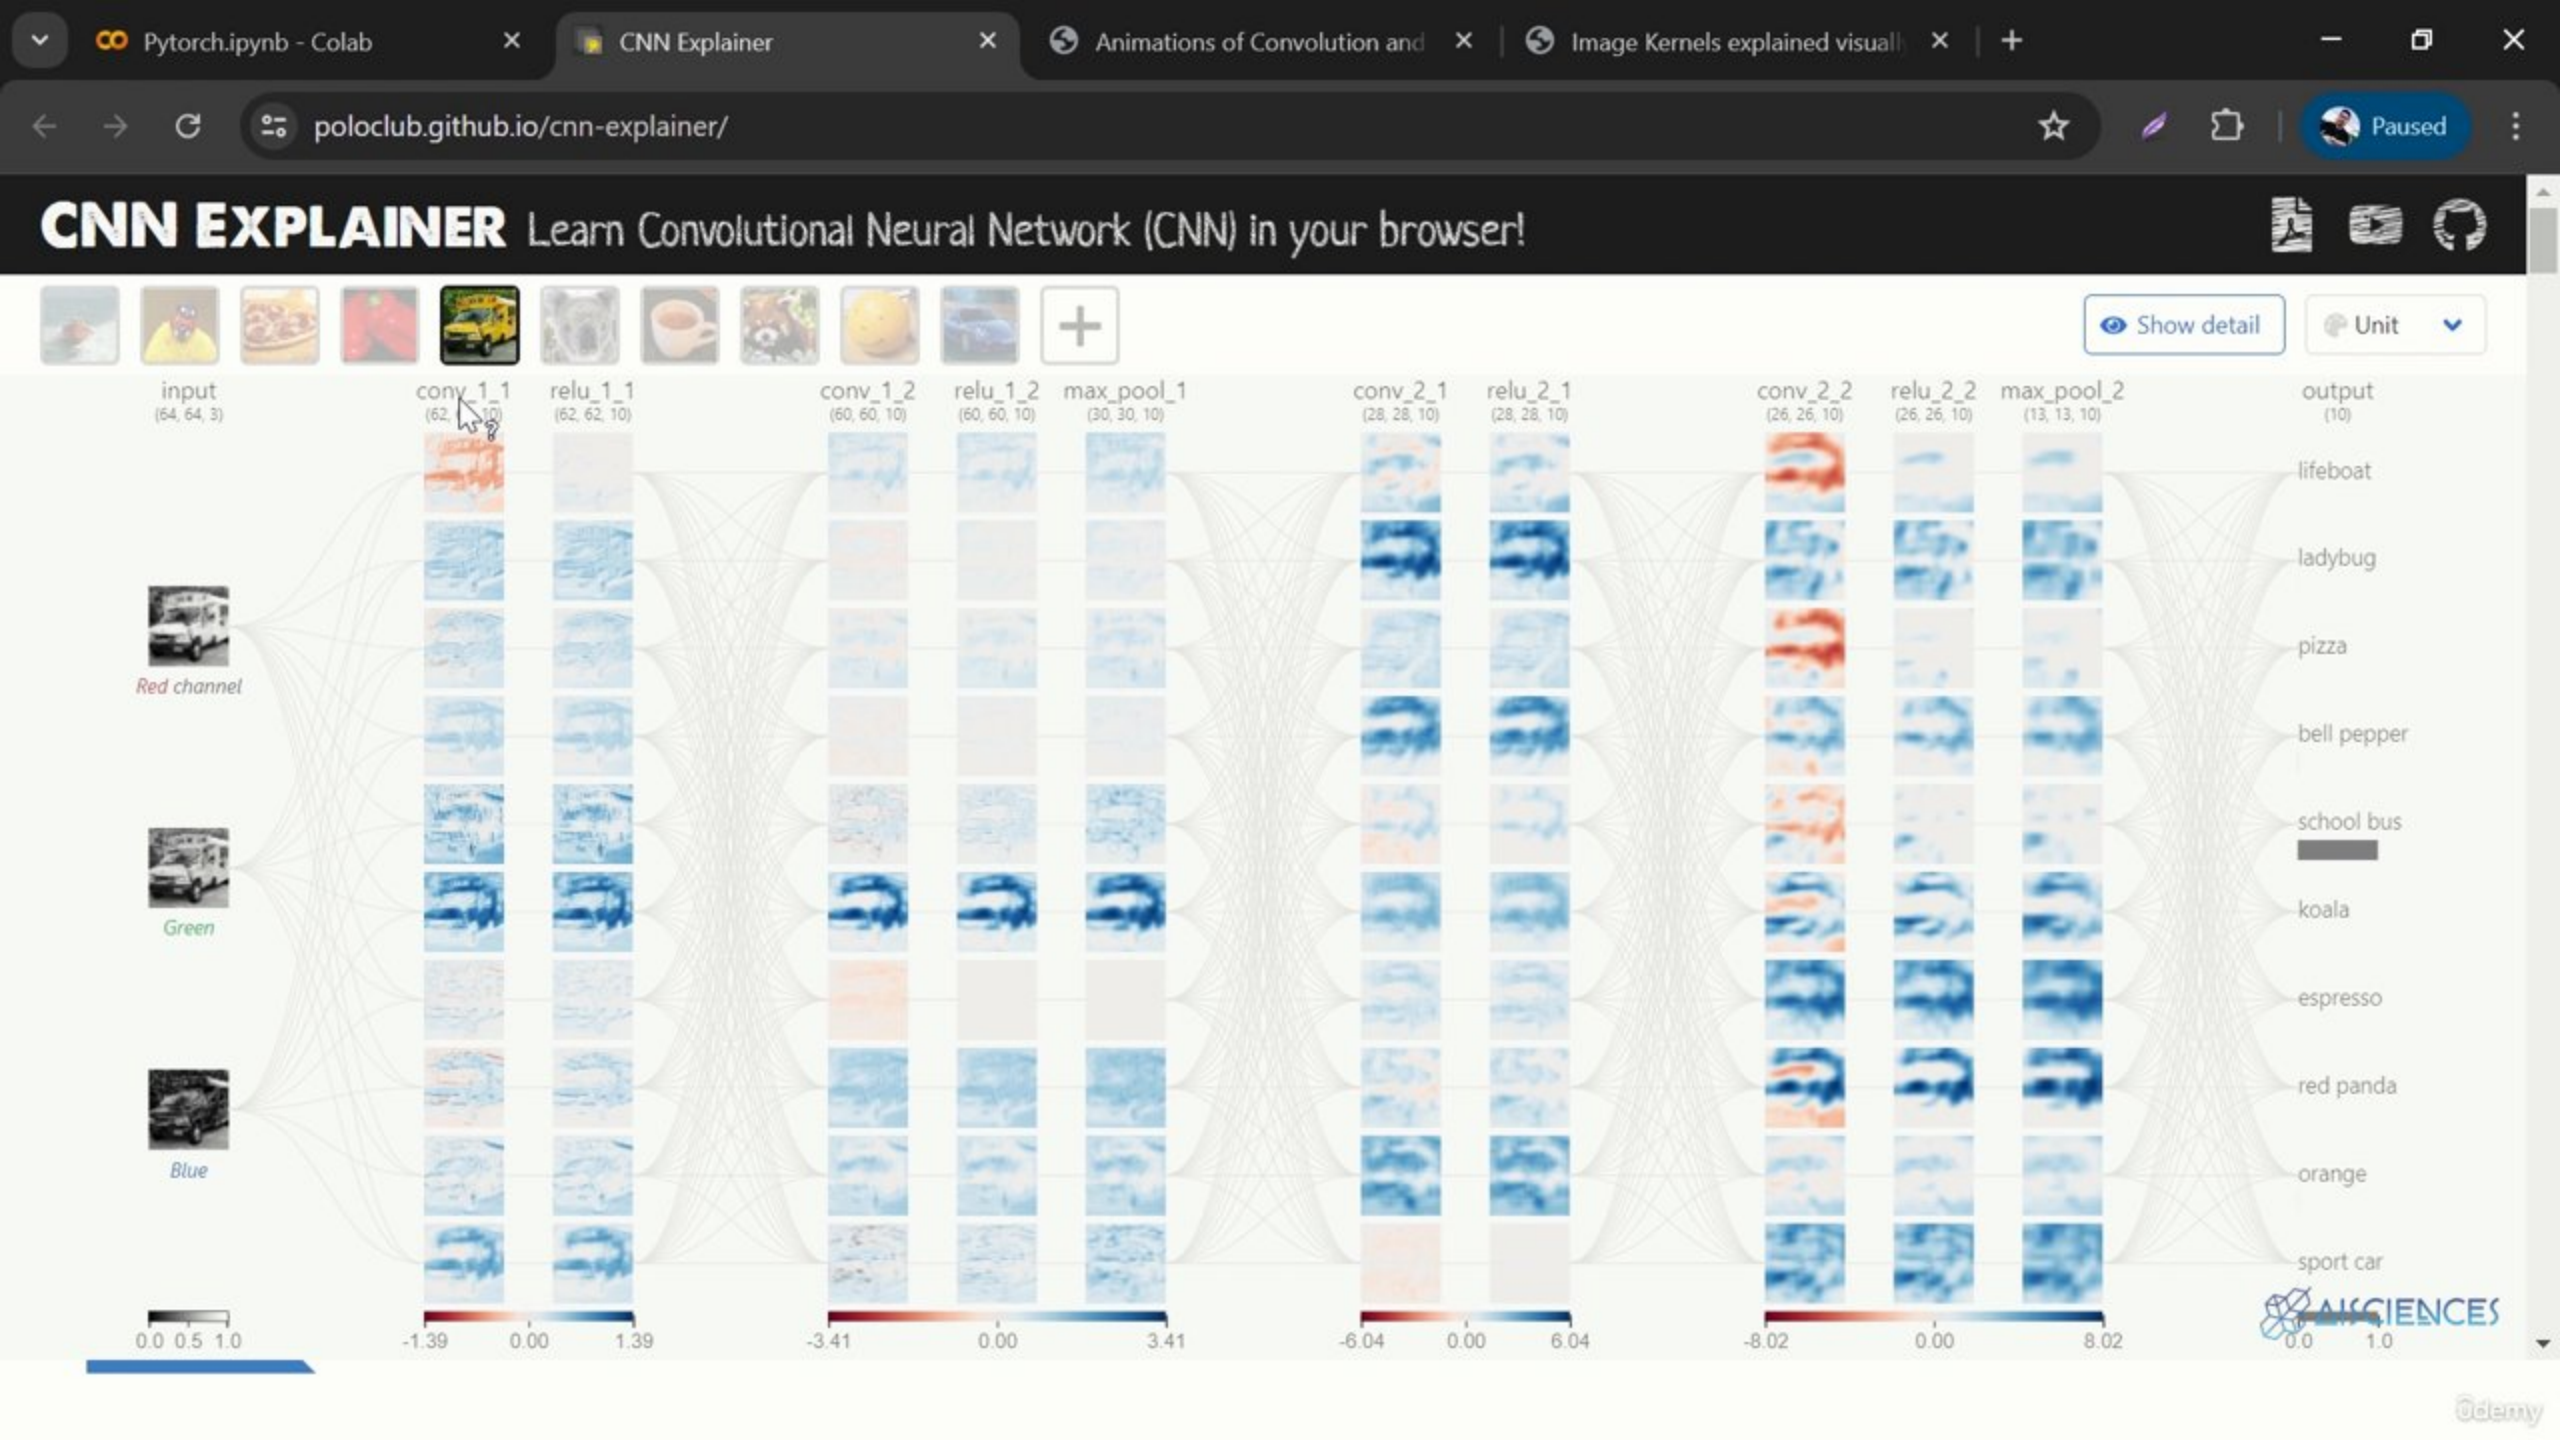 Pytorch.ipynb - Colab
CNN Explainer
Animations of Convolution and
Image Kernels explained visuall
poloclub.github.io/cnn-explainer/
Paused
CNN EXPLAINER Learn Convolutional Neural Network (CNN) in your browser!
Show detail
Unit
input conv_1_1 relu_1_1 conv_1_2 relu_1_2 max_pool_1 conv_2_1 relu_2_1 conv_2_2 relu_2_2 max_pool_2 output
(64, 64, 3) (62, 10) (62, 62, 10) (60, 60, 10) (60, 60, 10) (30, 30, 10) (28, 28, 10) (28, 28, 10) (26, 26, 10) (26, 26, 10) (13, 13, 10) (10)
lifeboat
ladybug
pizza
Red channel
bell pepper
school bus
koala
Green
espresso
red panda
Blue
orange
sport car
AISCIENCES
0.0 0.5 1.0 -1.39 0.00 1.39 -3.41 0.00 3.41 -6.04 0.00 6.04 -8.02 0.00 8.02 0.0 1.0
ûdemy